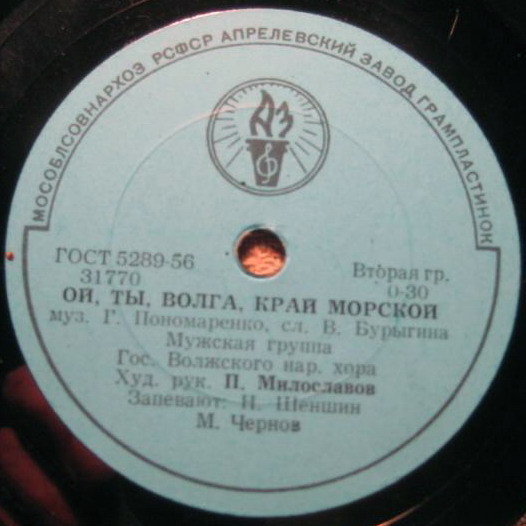 МОСОБЛСОВНАРХОЗ РСФСР АПРЕЛЕВСКИЙ ЗАВОД ГРАМПЛАСТИНОК
АЗ
ГОСТ 5289-56 Вторая гр.
31770 0-30
ОЙ, ТЫ, ВОЛГА, КРАЙ МОРСКОЙ
муз. Г. Пономаренко, сл. В. Бурыгина
Мужская группа
Гос. Волжского нар. хора
Худ. рук. П. Милославов
Запевают: И. Шеншин
М. Чернов